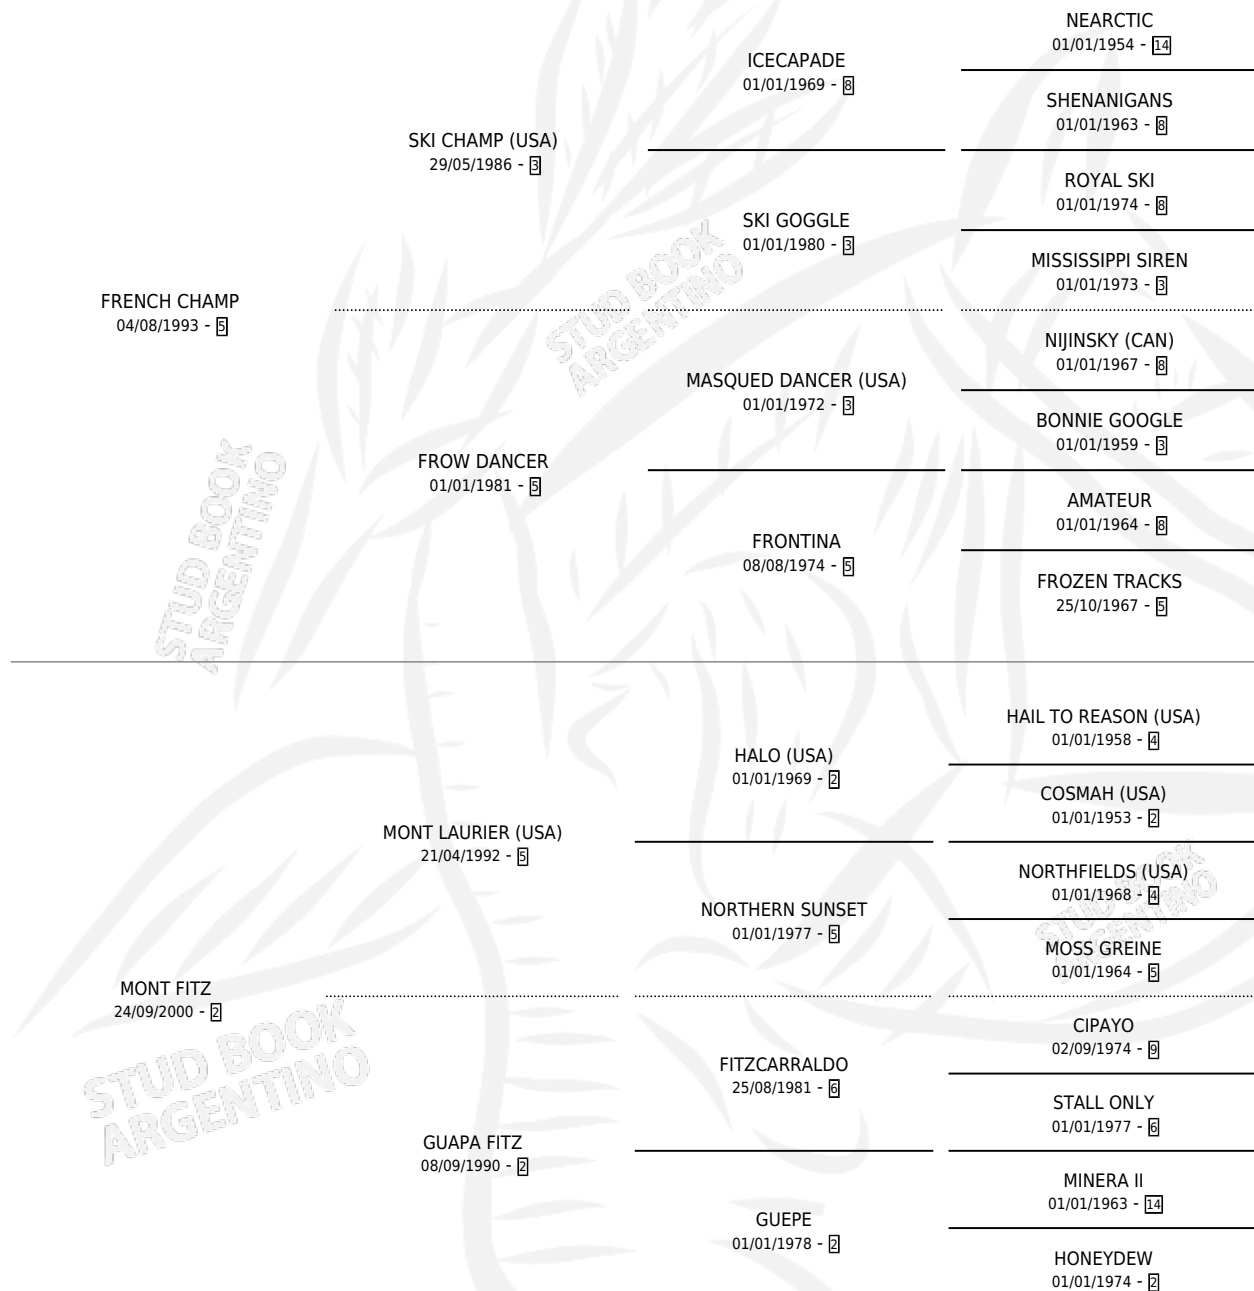 NEARCTIC
01/01/1954 - 14
ICECAPADE
01/01/1969 - 8
SHENANIGANS
01/01/1963 - 8
SKI CHAMP (USA)
29/05/1986 - 3
ROYAL SKI
01/01/1974 - 8
SKI GOGGLE
01/01/1980 - 3
MISSISSIPPI SIREN
01/01/1973 - 3
FRENCH CHAMP
04/08/1993 - 5
NIJINSKY (CAN)
01/01/1967 - 8
MASQUED DANCER (USA)
01/01/1972 - 3
BONNIE GOOGLE
01/01/1959 - 3
FROW DANCER
01/01/1981 - 5
AMATEUR
01/01/1964 - 8
FRONTINA
08/08/1974 - 5
FROZEN TRACKS
25/10/1967 - 5
HAIL TO REASON (USA)
01/01/1958 - 4
HALO (USA)
01/01/1969 - 2
COSMAH (USA)
01/01/1953 - 2
MONT LAURIER (USA)
21/04/1992 - 5
NORTHFIELDS (USA)
01/01/1968 - 4
NORTHERN SUNSET
01/01/1977 - 5
MOSS GREINE
01/01/1964 - 5
MONT FITZ
24/09/2000 - 2
CIPAYO
02/09/1974 - 9
FITZCARRALDO
25/08/1981 - 6
STALL ONLY
01/01/1977 - 6
GUAPA FITZ
08/09/1990 - 2
MINERA II
01/01/1963 - 14
GUEPE
01/01/1978 - 2
HONEYDEW
01/01/1974 - 2
STUD BOOK
ARGENTINO
STUD BOOK
ARGENTINO
STUD BOOK
ARGENTINO
STUD BOOK
ARGENTINO